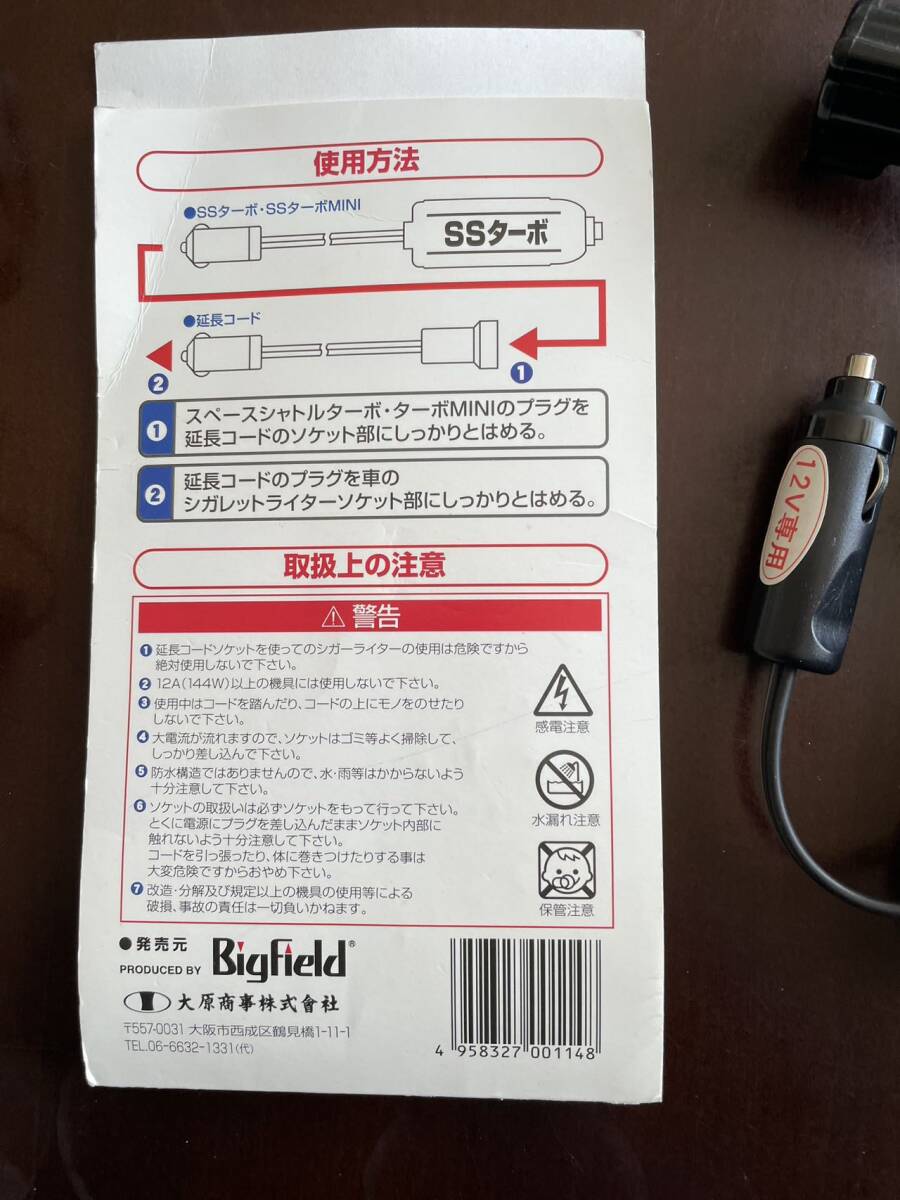 使用方法
●SSターボ・SSターボMINI
SSターボ
●延長コード
② ①
① スペースシャトルターボ・ターボMINIのプラグを
延長コードのソケット部にしっかりとはめる。
② 延長コードのプラグを車の
シガレットライターソケット部にしっかりとはめる。
取扱上の注意
⚠ 警告
① 延長コードソケットを使ってのシガーライターの使用は危険ですから
絶対使用しないで下さい。
② 12A(144W)以上の機具には使用しないで下さい。
③ 使用中はコードを踏んだり、コードの上にモノをのせたり
しないで下さい。
④ 大電流が流れますので、ソケットはゴミ等よく掃除して、
しっかり差し込んで下さい。
⑤ 防水構造ではありませんので、水・雨等はかからないよう
十分注意して下さい。
⑥ ソケットの取扱いは必ずソケットをもって行って下さい。
とくに電源にプラグを差し込んだままソケット内部に
触れないよう十分注意して下さい。
コードを引っ張ったり、体に巻きつけたりする事は
大変危険ですからおやめ下さい。
⑦ 改造・分解及び規定以上の機具の使用等による
破損、事故の責任は一切負いかねます。
感電注意
水漏れ注意
保管注意
●発売元
PRODUCED BY Bigfield®
大原商事株式會社
〒557-0031 大阪市西成区鶴見橋1-11-1
TEL.06-6632-1331(代)
4 958327 001148
12V専用